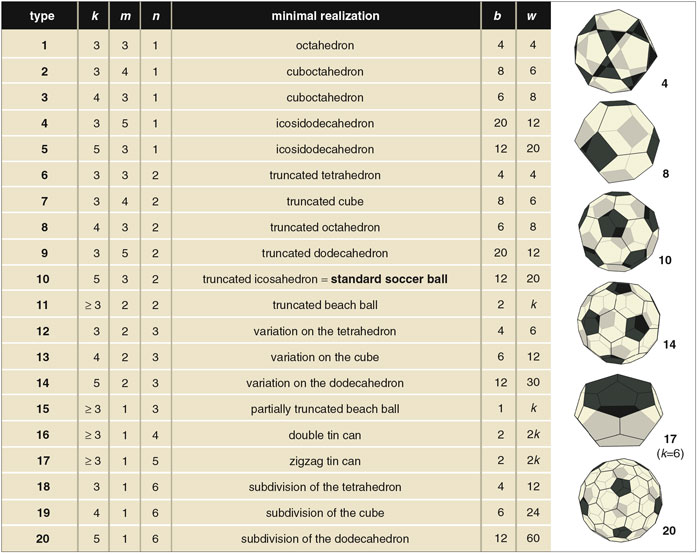 type k m n minimal realization b w
1 3 3 1 octahedron 4 4
2 3 4 1 cuboctahedron 8 6
3 4 3 1 cuboctahedron 6 8
4 3 5 1 icosidodecahedron 20 12
5 5 3 1 icosidodecahedron 12 20
6 3 3 2 truncated tetrahedron 4 4
7 3 4 2 truncated cube 8 6
8 4 3 2 truncated octahedron 6 8
9 3 5 2 truncated dodecahedron 20 12
10 5 3 2 truncated icosahedron = standard soccer ball 12 20
11 ≥ 3 2 2 truncated beach ball 2 k
12 3 2 3 variation on the tetrahedron 4 6
13 4 2 3 variation on the cube 6 12
14 5 2 3 variation on the dodecahedron 12 30
15 ≥ 3 1 3 partially truncated beach ball 1 k
16 ≥ 3 1 4 double tin can 2 2k
17 ≥ 3 1 5 zigzag tin can 2 2k
18 3 1 6 subdivision of the tetrahedron 4 12
19 4 1 6 subdivision of the cube 6 24
20 5 1 6 subdivision of the dodecahedron 12 60
4
8
10
14
17
(k=6)
20